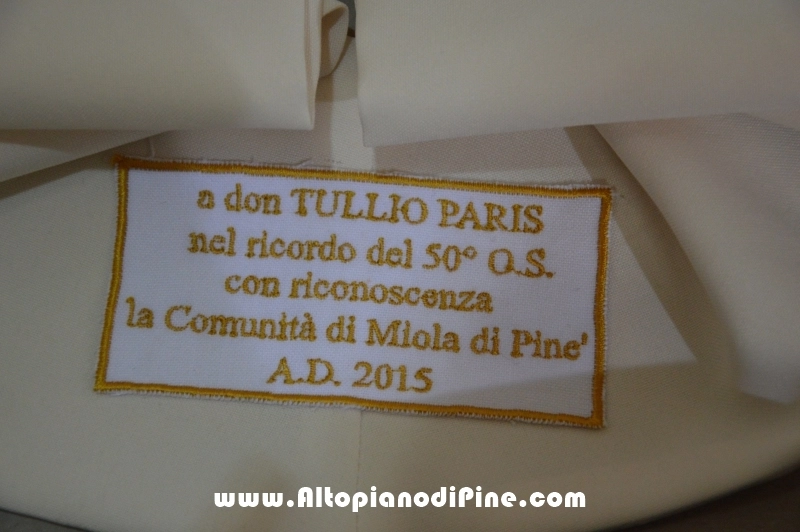 a don TULLIO PARIS
nel ricordo del 50° O.S.
con riconoscenza
la Comunità di Miola di Pine'
A.D. 2015
www.AltopianodiPine.com